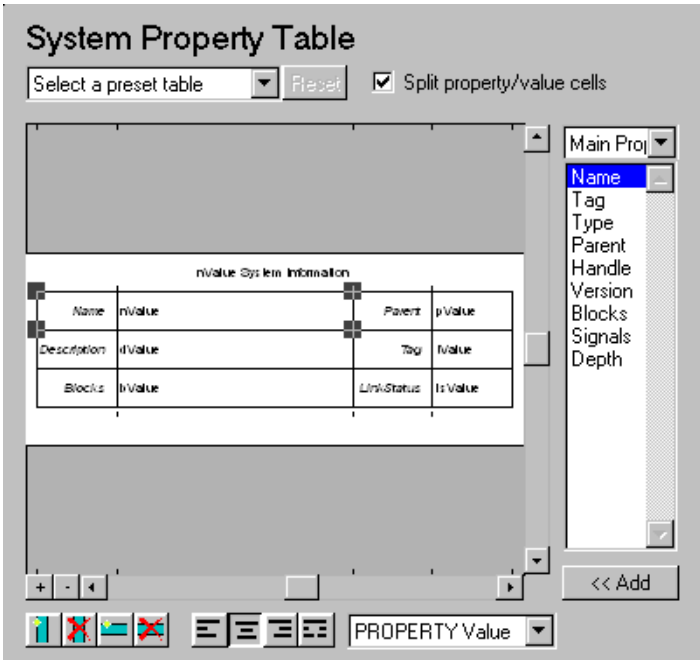 System Property Table
Select a preset table
Reset
Split property/value cells
Main Prop
Name
Tag
Type
Parent
Handle
Version
Blocks
Signals
Depth
nValue System Information
Name nValue Parent pValue
Description dValue Tag tValue
Blocks bValue LinkStatus lsValue
+ - 
<< Add
PROPERTY Value